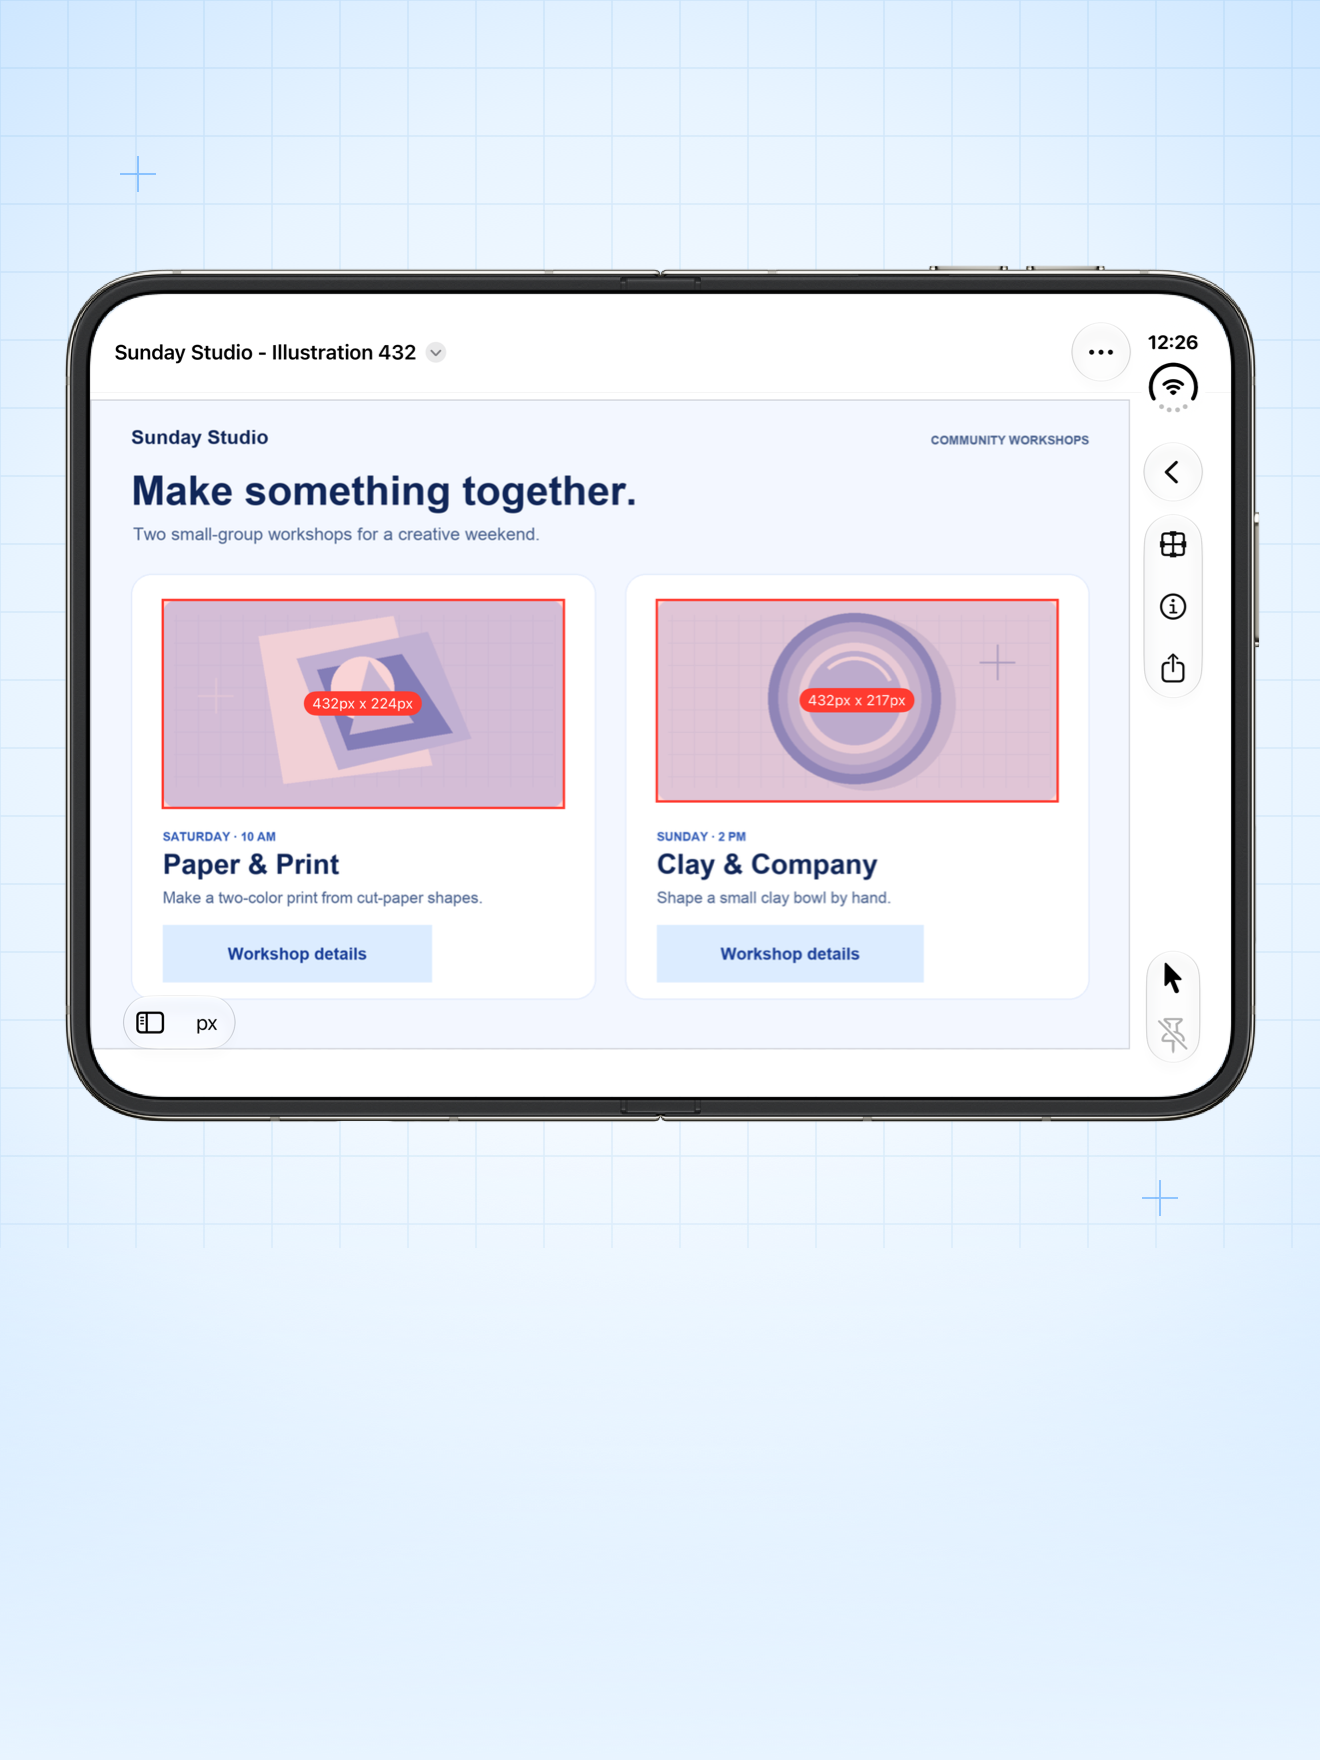 Sunday Studio - Illustration 432
12:26
Sunday Studio
COMMUNITY WORKSHOPS
Make something together.
Two small-group workshops for a creative weekend.
432px x 224px
432px x 217px
SATURDAY · 10 AM
Paper & Print
Make a two-color print from cut-paper shapes.
Workshop details
SUNDAY · 2 PM
Clay & Company
Shape a small clay bowl by hand.
Workshop details
px